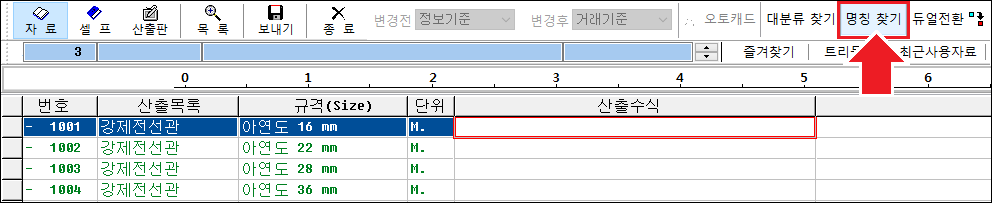 자 료 셀 프 산출판 목 록 보내기 종 료 변경전 정보기준 변경후 거래기준 오토캐드 대분류 찾기 명칭 찾기 듀얼전환
3 즐겨찾기 최근사용자료
0 1 2 3 4 5 6
번호 산출목록 규격(Size) 단위 산출수식
- 1001 강제전선관 아연도 16 mm M.
- 1002 강제전선관 아연도 22 mm M.
- 1003 강제전선관 아연도 28 mm M.
- 1004 강제전선관 아연도 36 mm M.